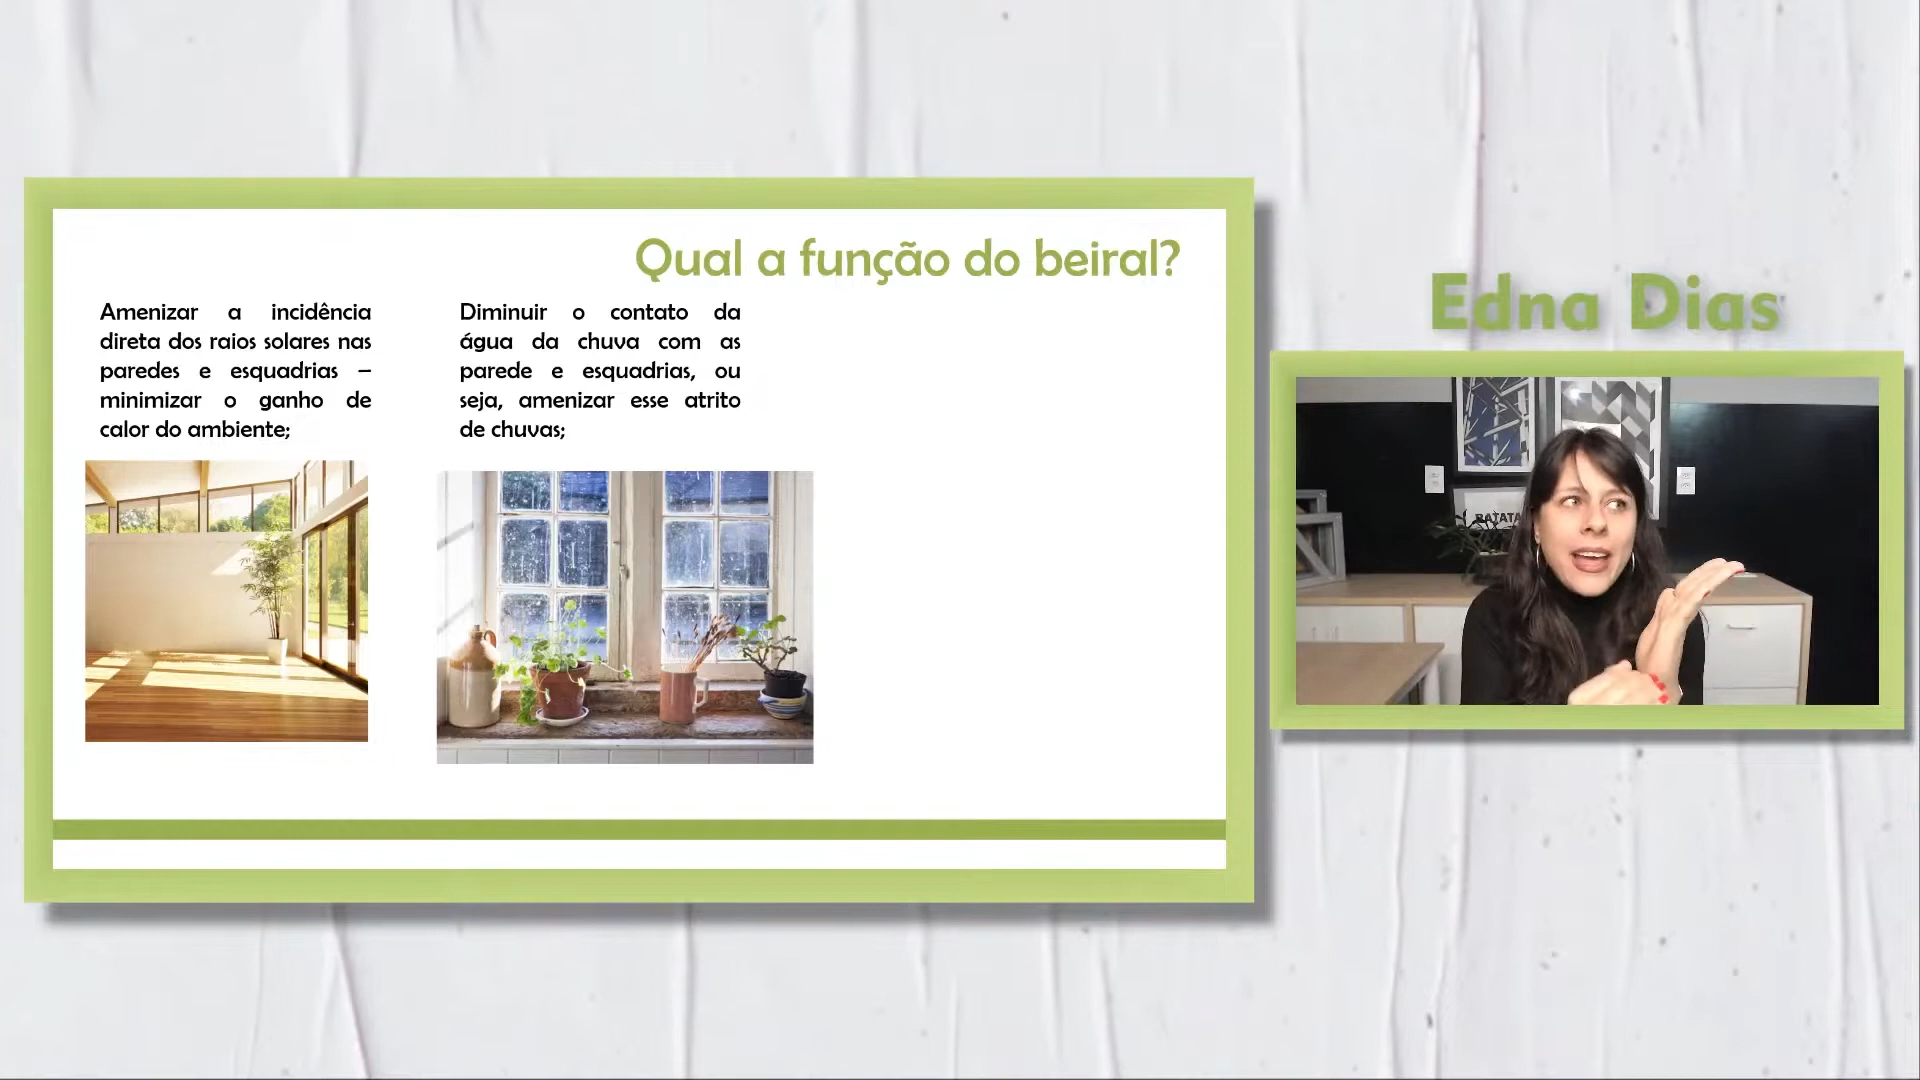 Qual a função do beiral?
Amenizar a incidência
direta dos raios solares nas
paredes e esquadrias –
minimizar o ganho de
calor do ambiente;
Diminuir o contato da
água da chuva com as
parede e esquadrias, ou
seja, amenizar esse atrito
de chuvas;
Edna Dias